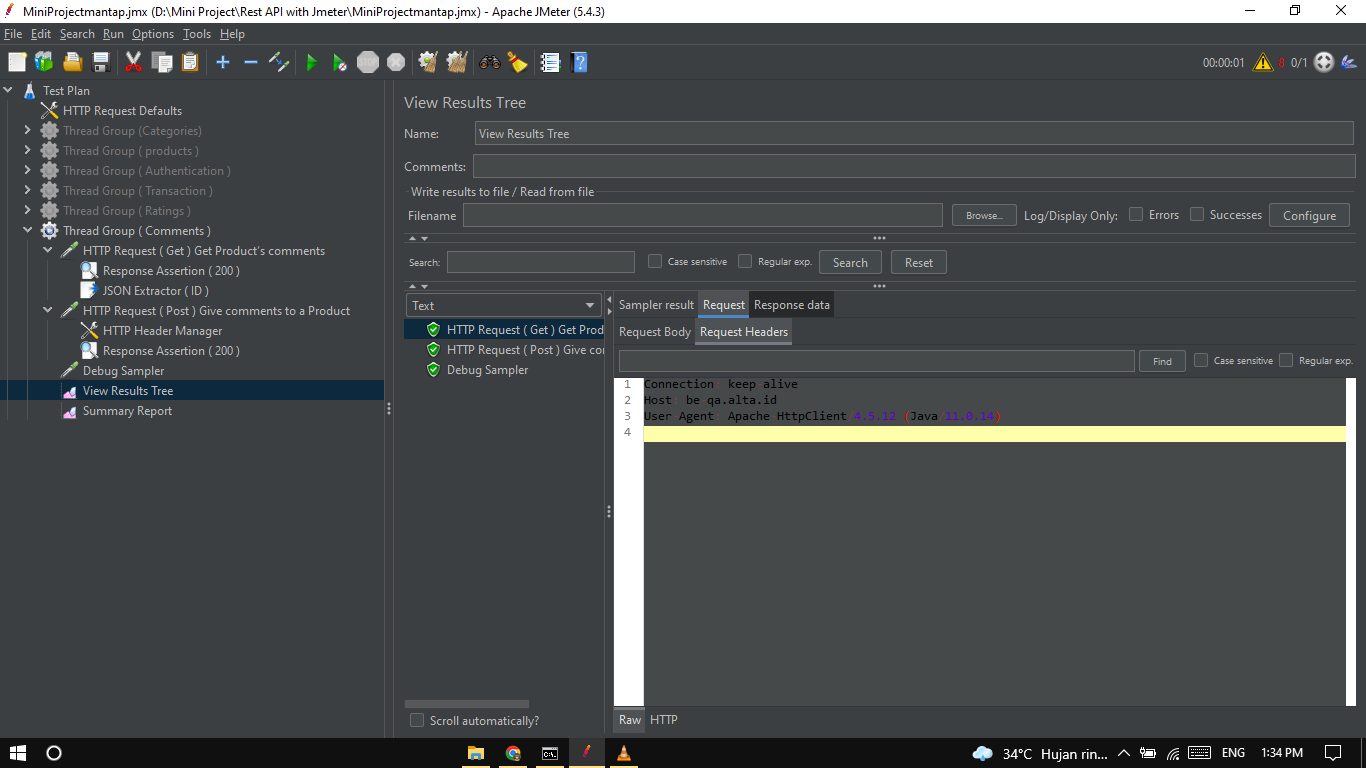 MiniProjectmantap.jmx (D:\Mini Project\Rest API with Jmeter\MiniProjectmantap.jmx) - Apache JMeter (5.4.3)
File Edit Search Run Options Tools Help
STOP 00:00:01 8 0/1
Test Plan
HTTP Request Defaults
Thread Group (Categories)
Thread Group ( products )
Thread Group ( Authentication )
Thread Group ( Transaction )
Thread Group ( Ratings )
Thread Group ( Comments )
HTTP Request ( Get ) Get Product's comments
Response Assertion ( 200 )
JSON Extractor ( ID )
HTTP Request ( Post ) Give comments to a Product
HTTP Header Manager
Response Assertion ( 200 )
Debug Sampler
View Results Tree
Summary Report
View Results Tree
Name: View Results Tree
Comments:
Write results to file / Read from file
Filename Browse... Log/Display Only: Errors Successes Configure
Search: Case sensitive Regular exp. Search Reset
Text
HTTP Request ( Get ) Get Prod
HTTP Request ( Post ) Give co
Debug Sampler
Scroll automatically?
Sampler result Request Response data
Request Body Request Headers
Find Case sensitive Regular exp.
1 Connection: keep-alive
2 Host: be-qa.alta.id
3 User-Agent: Apache-HttpClient/4.5.12 (Java/11.0.14)
4
Raw HTTP
34°C Hujan rin... ENG 1:34 PM